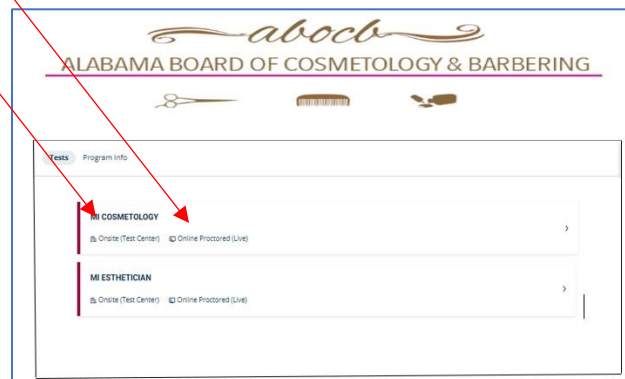 abocb
ALABAMA BOARD OF COSMETOLOGY & BARBERING
Tests Program Info
MI COSMETOLOGY
Onsite (Test Center) Online Proctored (Live)
MI ESTHETICIAN
Onsite (Test Center) Online Proctored (Live)